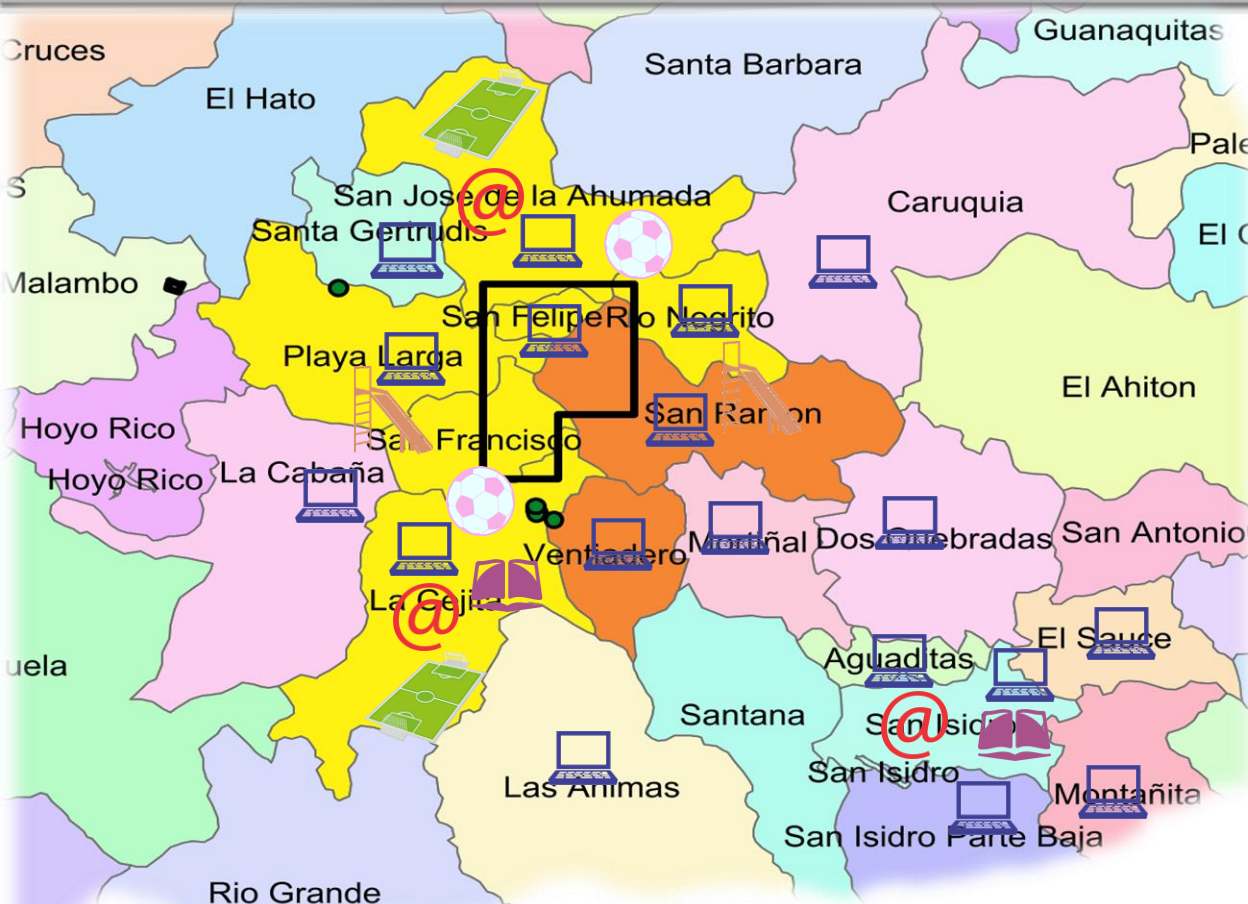 Cruces
Guanaquitas
Santa Barbara
El Hato
San Jose de la Ahumada
Caruquia
Santa Gertrudis
Malambo
San Felipe
Rio Negrito
Playa Larga
El Ahiton
San Ramon
Hoyo Rico
San Francisco
La Cabaña
Hoyo Rico
Ventiadero
Dos Quebradas
San Antonio
La Cejita
El Sauce
Aguaditas
Santana
San Isidro
San Isidro
Las Animas
Montañita
San Isidro Parte Baja
Rio Grande
@
@
@